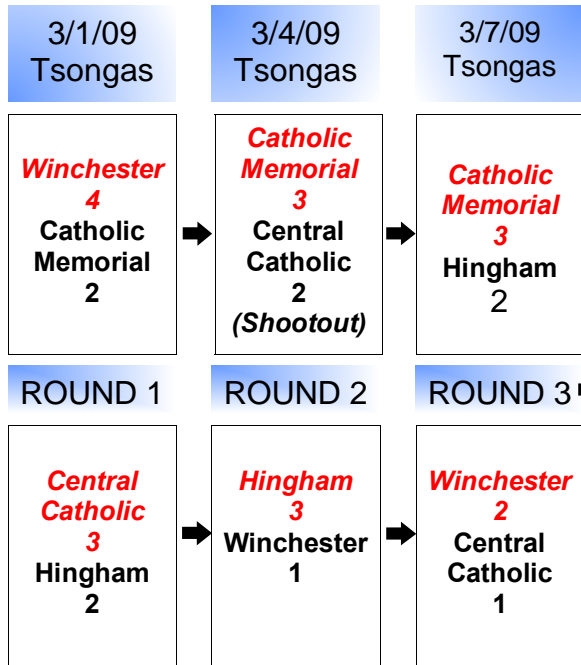 3/1/09
Tsongas
3/4/09
Tsongas
3/7/09
Tsongas
Winchester
4
Catholic
Memorial
2
Catholic
Memorial
3
Central
Catholic
2
(Shootout)
Catholic
Memorial
3
Hingham
2
ROUND 1
ROUND 2
ROUND 3
Central
Catholic
3
Hingham
2
Hingham
3
Winchester
1
Winchester
2
Central
Catholic
1